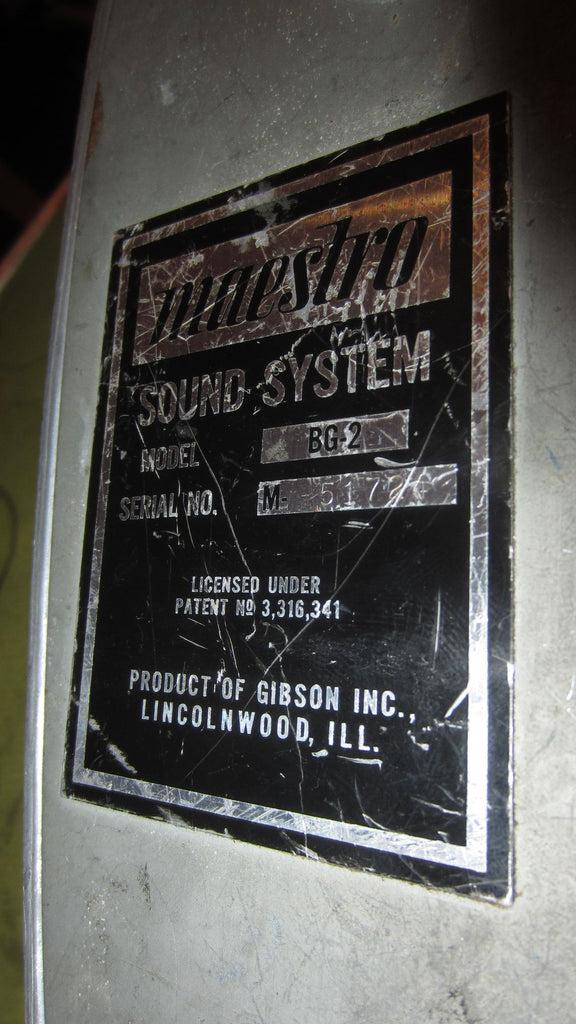 maestro
SOUND SYSTEM
MODEL BG-2
SERIAL NO. M-
LICENSED UNDER
PATENT Nº 3,316,341
PRODUCT OF GIBSON INC.,
LINCOLNWOOD, ILL.